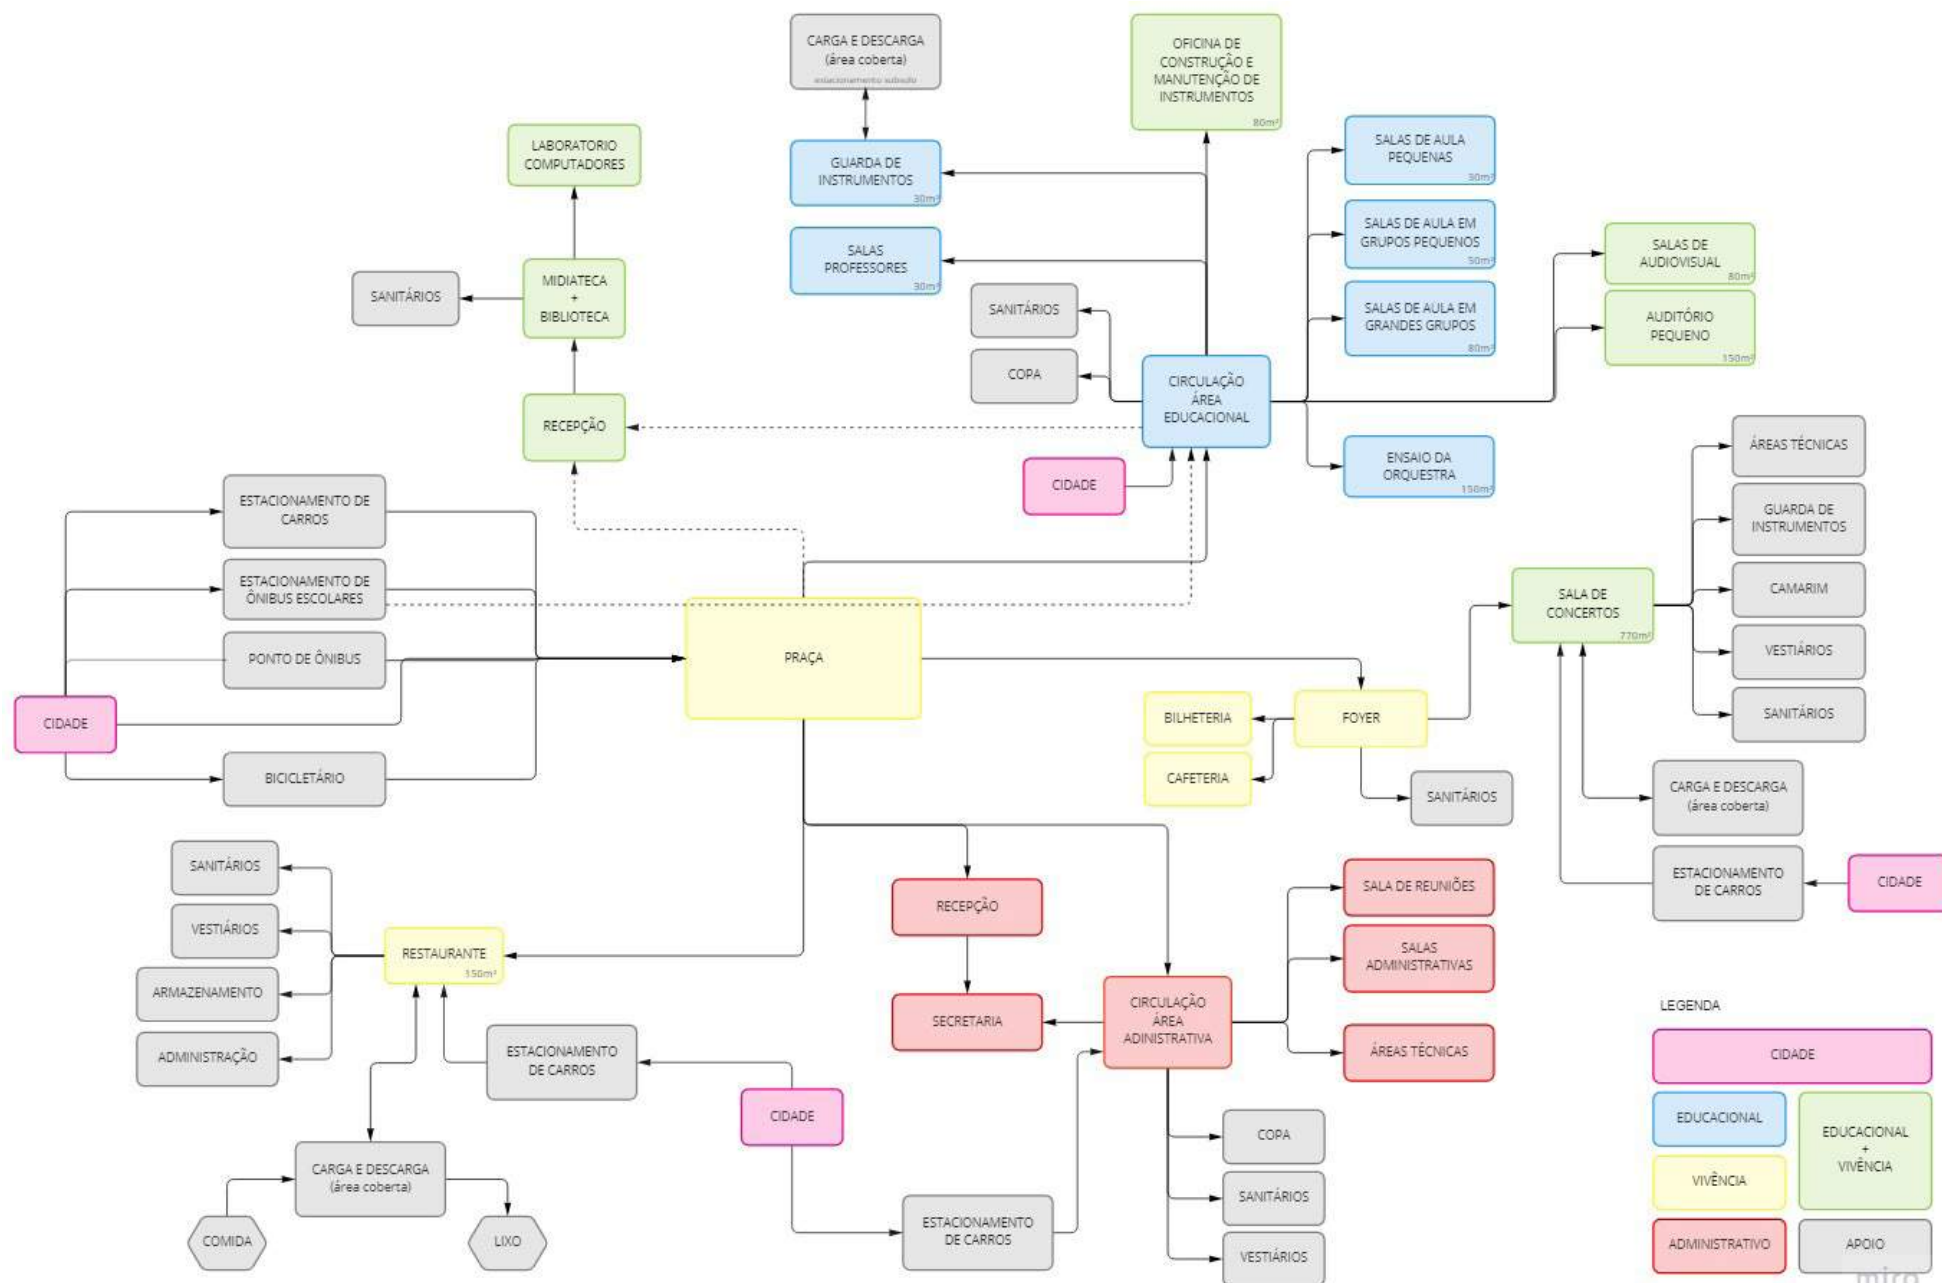 CARGA E DESCARGA
(área coberta)
estacionamento subsolo
OFICINA DE
CONSTRUÇÃO E
MANUTENÇÃO DE
INSTRUMENTOS
80m²
LABORATORIO
COMPUTADORES
GUARDA DE
INSTRUMENTOS
30m²
SALAS DE AULA
PEQUENAS
30m²
SALAS
PROFESSORES
30m²
SALAS DE AULA EM
GRUPOS PEQUENOS
50m²
SALAS DE
AUDIOVISUAL
80m²
SANITÁRIOS
MIDIATECA
+
BIBLIOTECA
SANITÁRIOS
SALAS DE AULA EM
GRANDES GRUPOS
80m²
AUDITÓRIO
PEQUENO
150m²
COPA
CIRCULAÇÃO
ÁREA
EDUCACIONAL
RECEPÇÃO
CIDADE
ENSAIO DA
ORQUESTRA
150m²
ÁREAS TÉCNICAS
ESTACIONAMENTO DE
CARROS
GUARDA DE
INSTRUMENTOS
ESTACIONAMENTO DE
ÔNIBUS ESCOLARES
SALA DE
CONCERTOS
770m²
CAMARIM
PONTO DE ÔNIBUS
PRAÇA
VESTIÁRIOS
CIDADE
BILHETERIA
FOYER
SANITÁRIOS
BICICLETÁRIO
CAFETERIA
SANITÁRIOS
CARGA E DESCARGA
(área coberta)
SANITÁRIOS
SALA DE REUNIÕES
ESTACIONAMENTO
DE CARROS
CIDADE
VESTIÁRIOS
RECEPÇÃO
RESTAURANTE
150m²
SALAS
ADMINISTRATIVAS
ARMAZENAMENTO
SECRETARIA
CIRCULAÇÃO
ÁREA
ADINISTRATIVA
ÁREAS TÉCNICAS
ADMINISTRAÇÃO
ESTACIONAMENTO
DE CARROS
CIDADE
COPA
CARGA E DESCARGA
(área coberta)
SANITÁRIOS
COMIDA
LIXO
ESTACIONAMENTO
DE CARROS
VESTIÁRIOS
LEGENDA
CIDADE
EDUCACIONAL
EDUCACIONAL
+
VIVÊNCIA
VIVÊNCIA
ADMINISTRATIVO
APOIO
miro